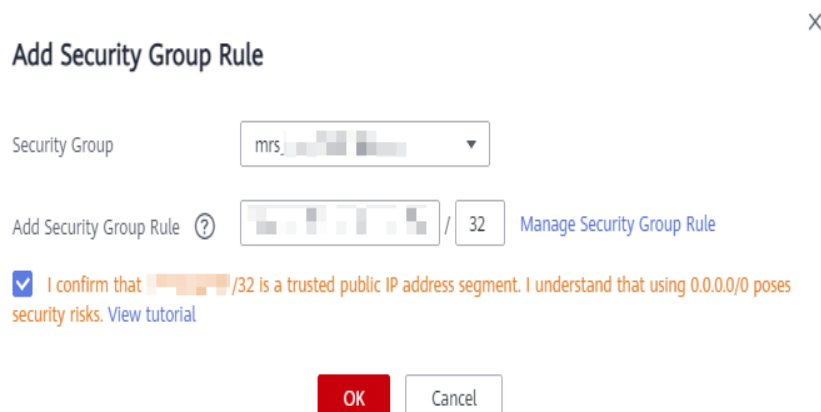 Add Security Group Rule
Security Group mrs_
Add Security Group Rule ? / 32 Manage Security Group Rule
I confirm that /32 is a trusted public IP address segment. I understand that using 0.0.0.0/0 poses
security risks. View tutorial
OK Cancel